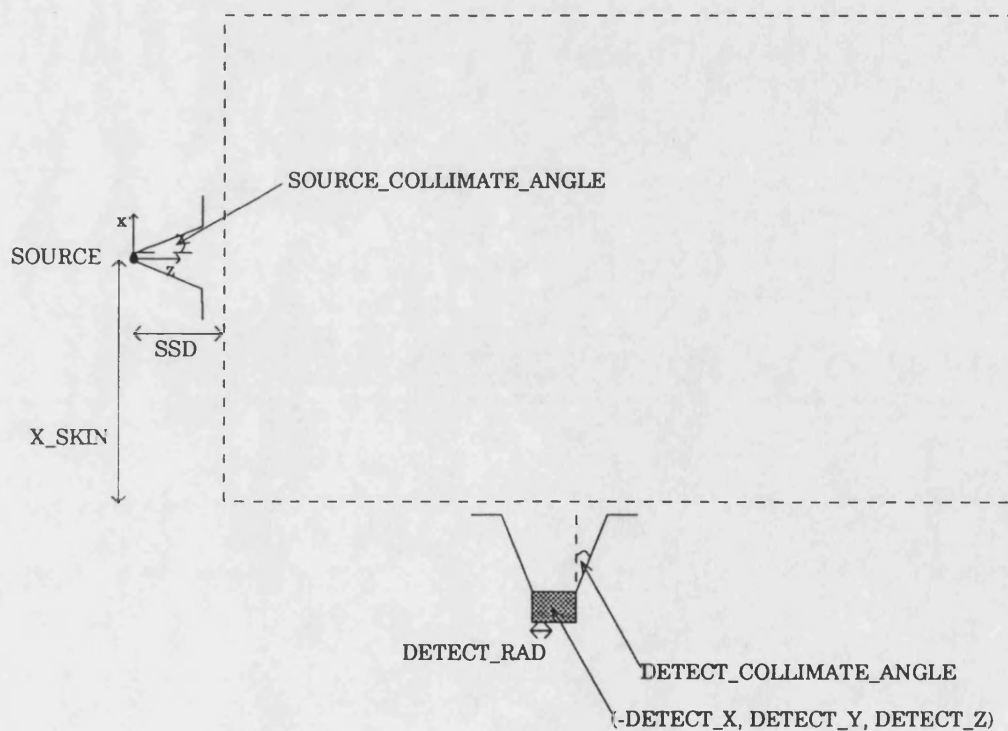 SOURCE_COLLIMATE_ANGLE
x
SOURCE
z
SSD
X_SKIN
DETECT_RAD
DETECT_COLLIMATE_ANGLE
(-DETECT_X, DETECT_Y, DETECT_Z)